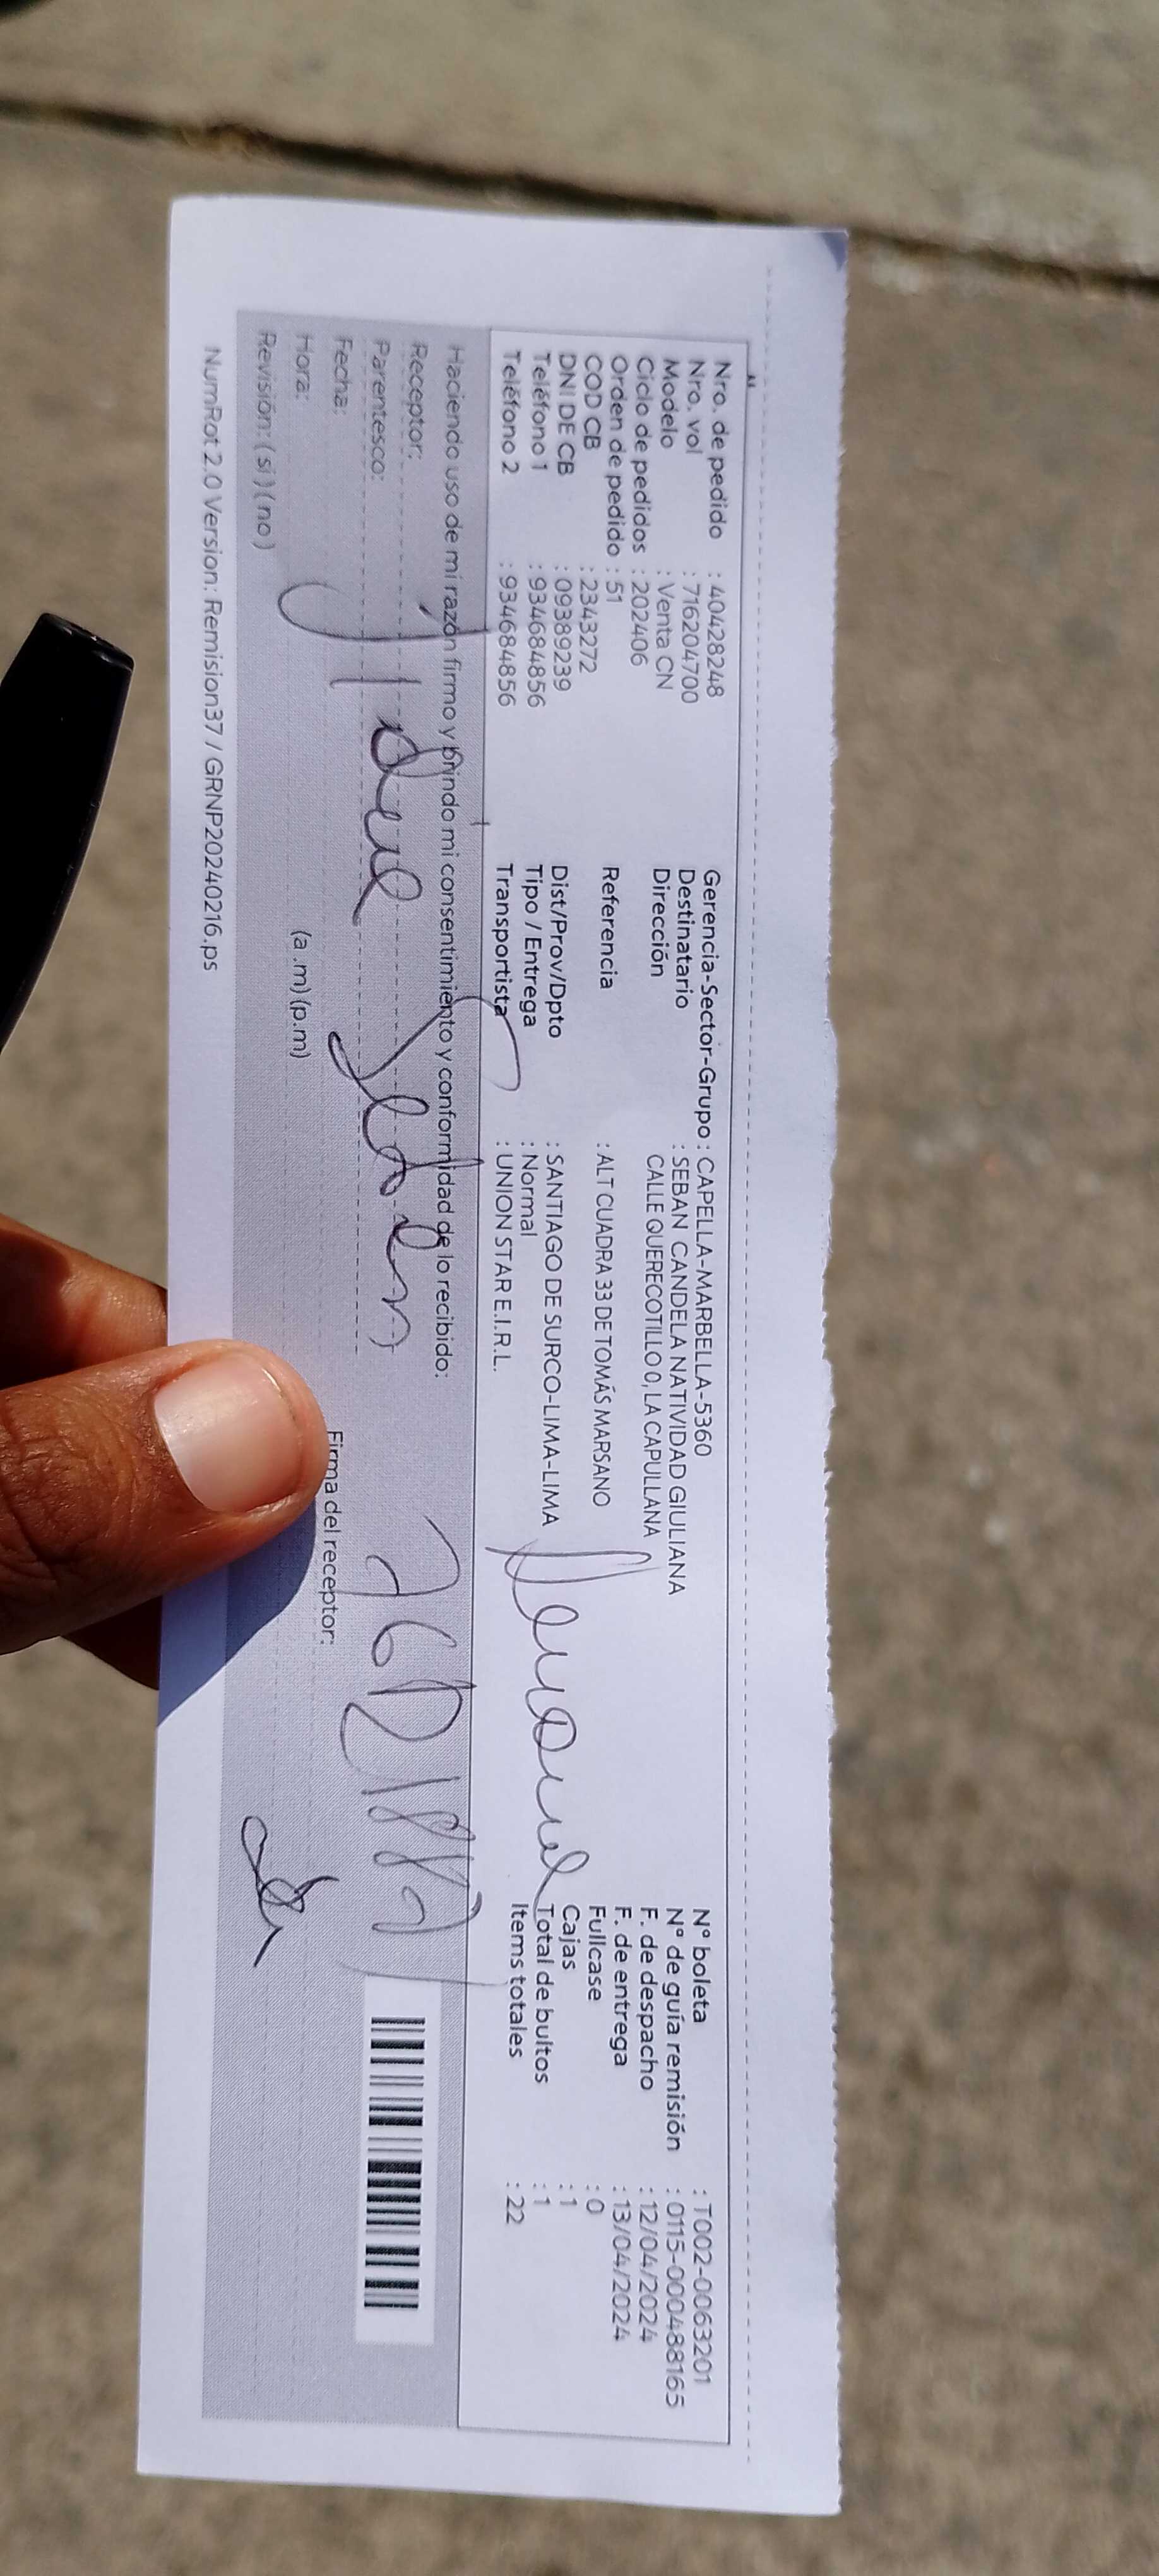 Nro. de pedido : 40428248
Nro. vol : 716204700
Modelo : Venta CN
Ciclo de pedidos : 202406
Orden de pedido : 51
COD CB : 2343272
DNI DE CB : 09389239
Teléfono 1 : 934684856
Teléfono 2 : 934684856
Gerencia-Sector-Grupo : CAPELLA-MARBELLA-5360
Destinatario : SEBAN CANDELA NATIVIDAD GIULIANA
Dirección CALLE QUERECOTILLO 0, LA CAPULLANA
Referencia : ALT CUADRA 33 DE TOMÁS MARSANO
Dist/Prov/Dpto : SANTIAGO DE SURCO-LIMA-LIMA
Tipo / Entrega : Normal
Transportista : UNION STAR E.I.R.L.
N° boleta : T002-0063201
N° de guía remisión : 0115-000488165
F. de despacho : 12/04/2024
F. de entrega : 13/04/2024
Fullcase : 0
Cajas : 1
Total de bultos : 1
Items totales : 22
Haciendo uso de mi razón firmo y brindo mi consentimiento y conformidad de lo recibido:
Receptor:
Parentesco:
Fecha:
Hora: (a .m) (p.m)
Revisión: ( si ) ( no )
Firma del receptor:
NumRot 2.0 Version: Remision37 / GRNP20240216.ps